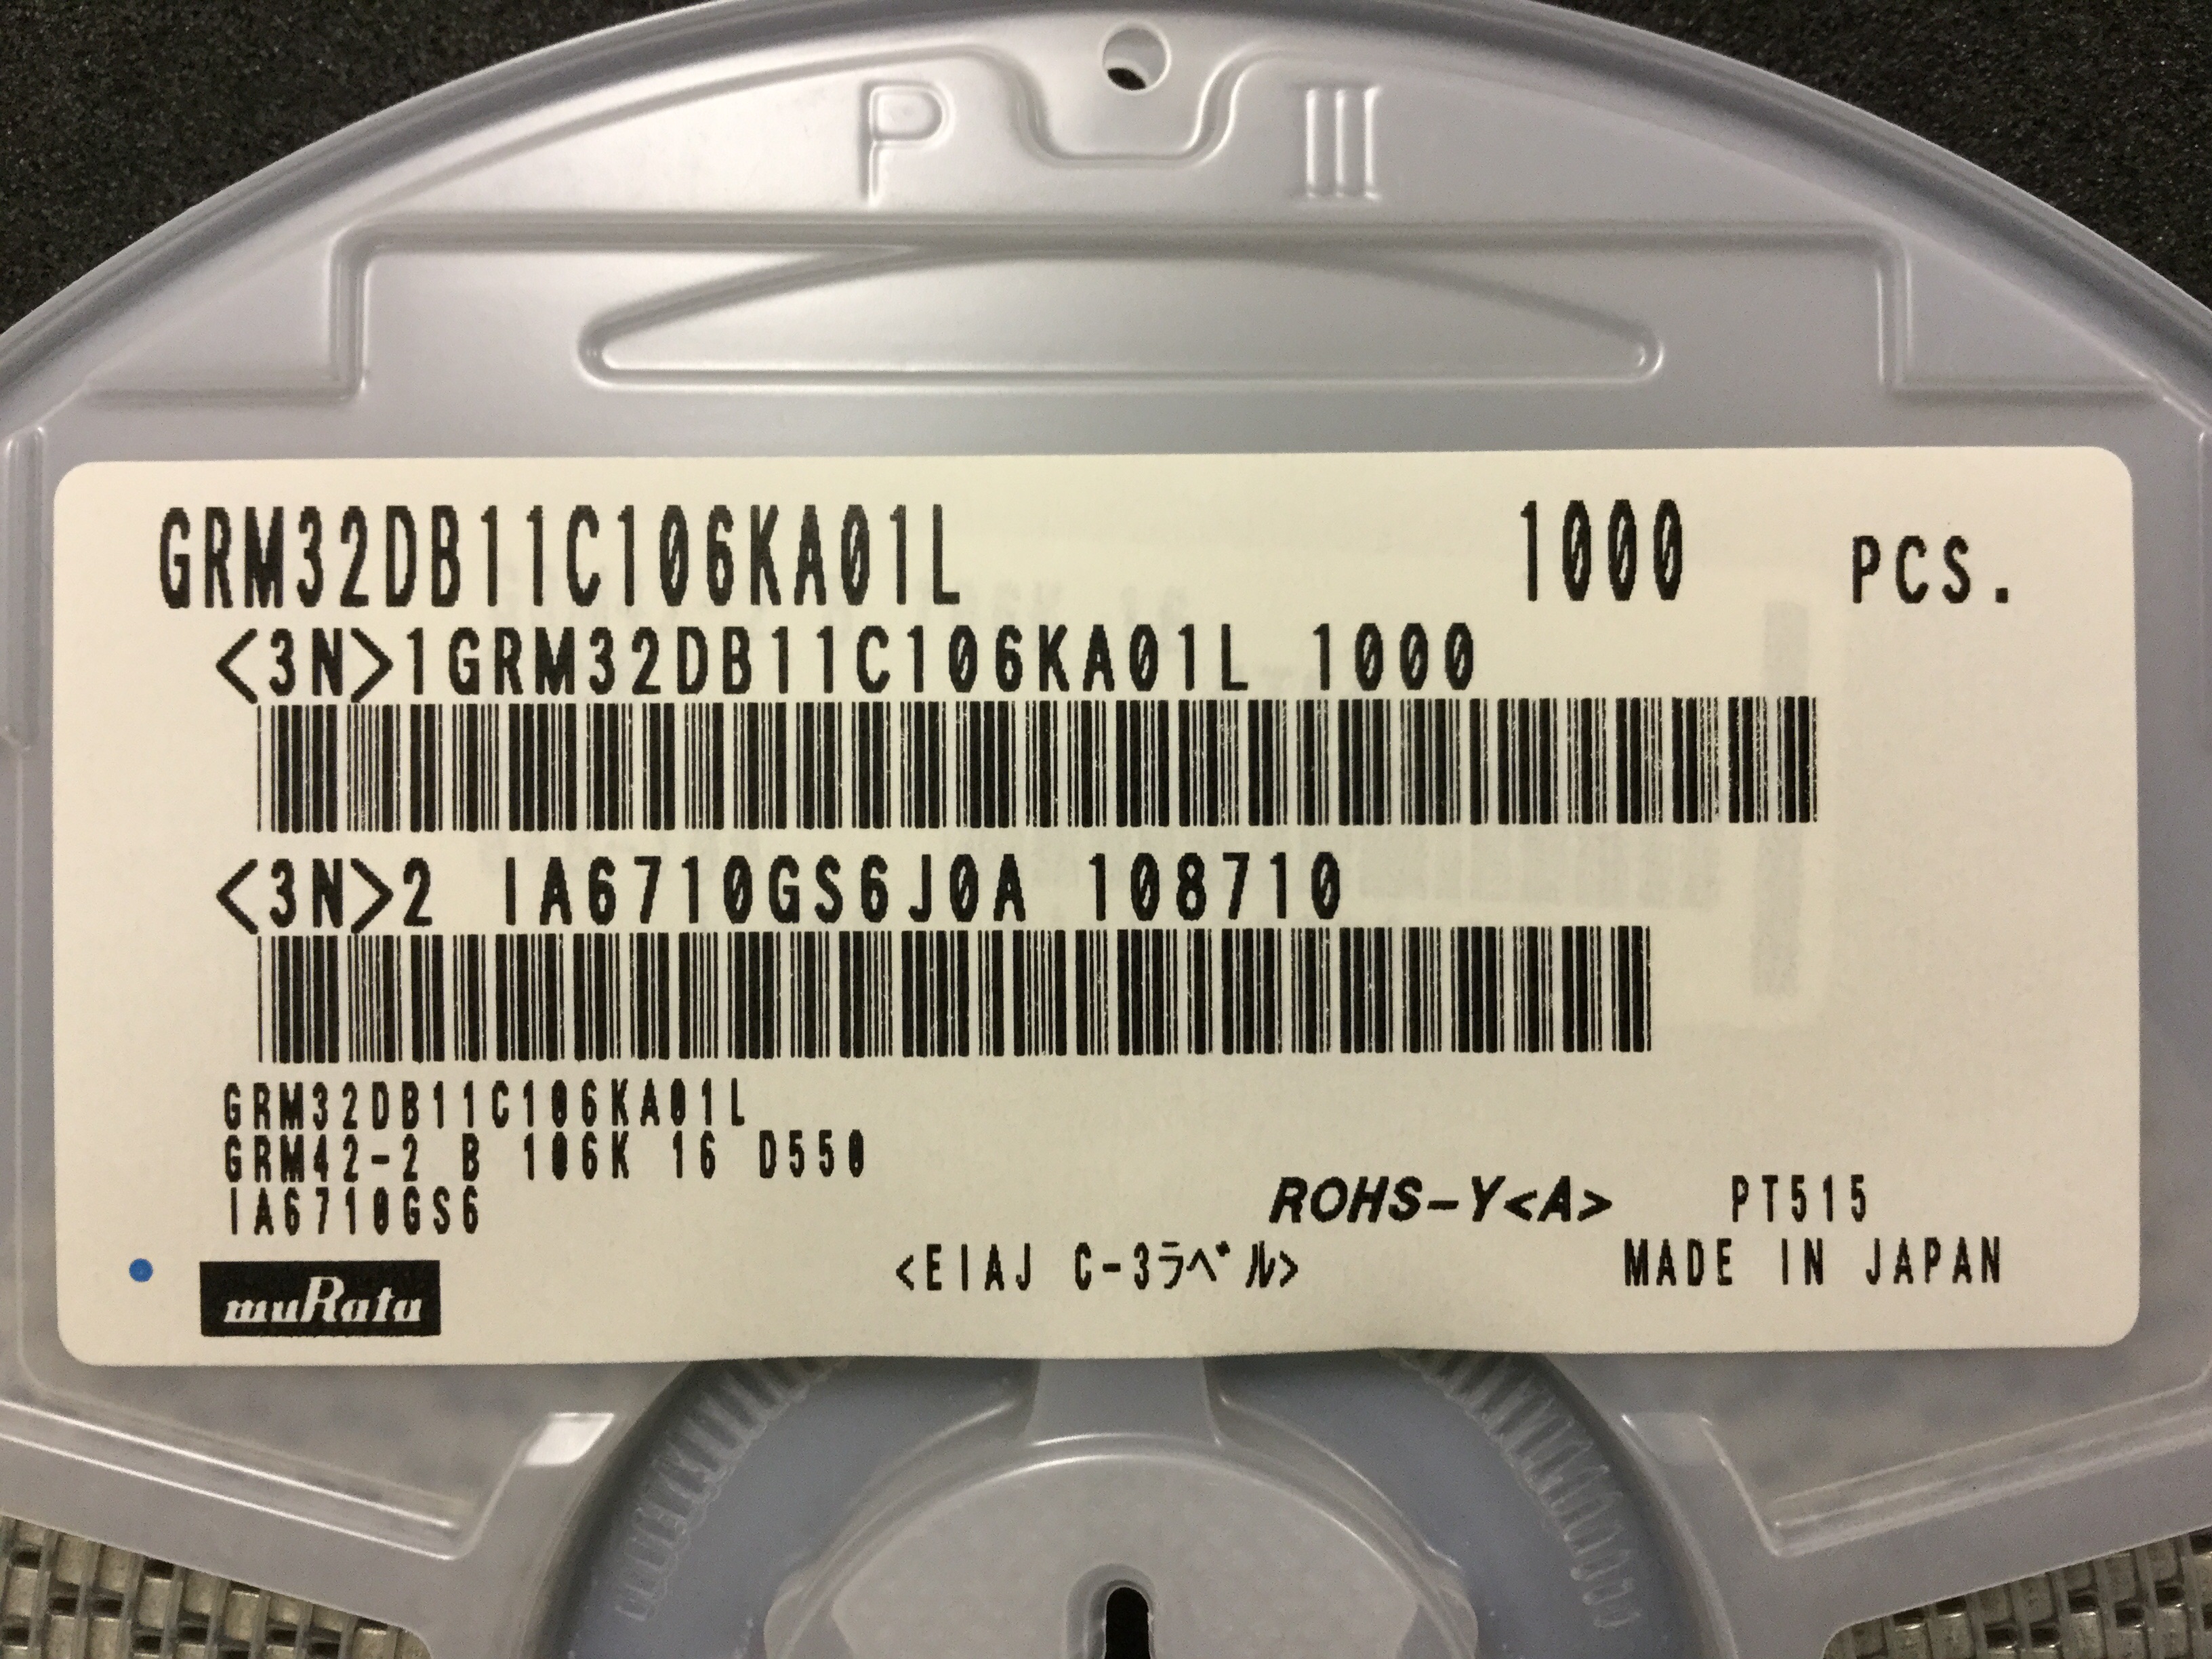 P III
GRM32DB11C106KA01L 1000 PCS.
<3N>1GRM32DB11C106KA01L 1000
<3N>2 IA6710GS6J0A 108710
GRM32DB11C106KA01L
GRM42-2 B 106K 16 D550
IA6710GS6
ROHS-Y<A> PT515
<EIAJ C-3ラベル> MADE IN JAPAN
muRata